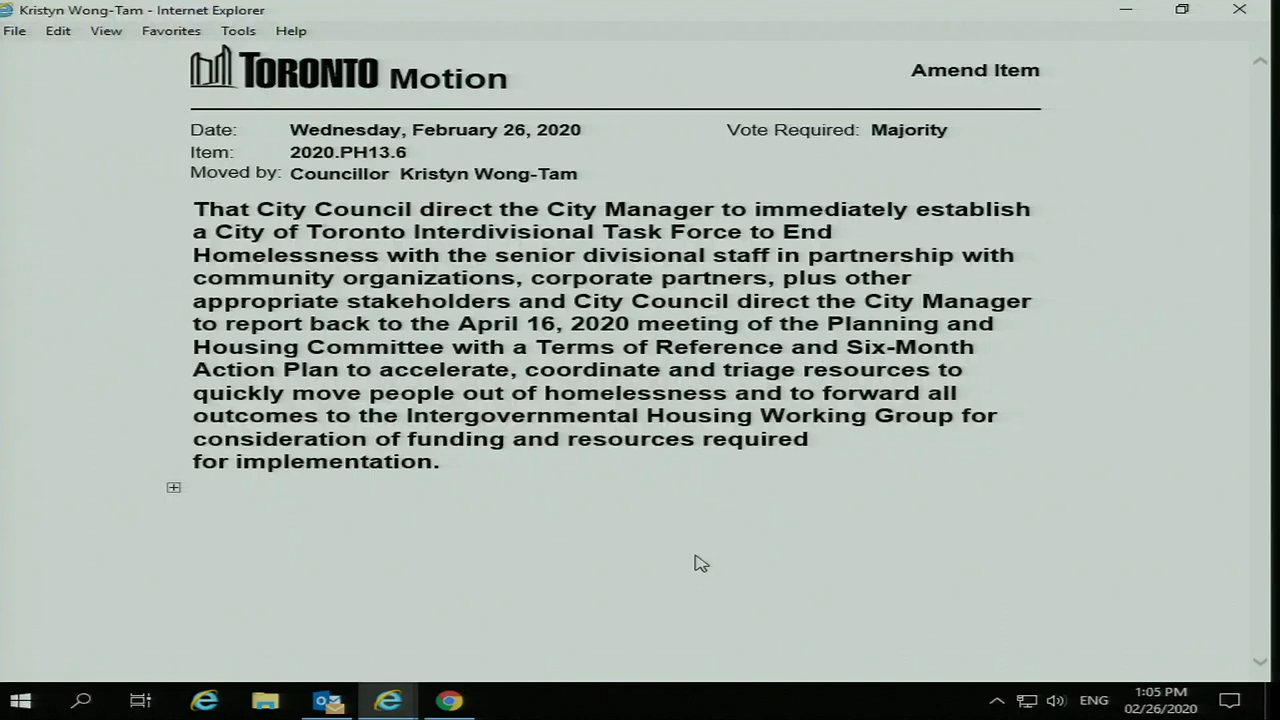 Kristyn Wong-Tam - Internet Explorer
File Edit View Favorites Tools Help
TORONTO Motion
Amend Item
Date: Wednesday, February 26, 2020
Vote Required: Majority
Item: 2020.PH13.6
Moved by: Councillor Kristyn Wong-Tam
That City Council direct the City Manager to immediately establish
a City of Toronto Interdivisional Task Force to End
Homelessness with the senior divisional staff in partnership with
community organizations, corporate partners, plus other
appropriate stakeholders and City Council direct the City Manager
to report back to the April 16, 2020 meeting of the Planning and
Housing Committee with a Terms of Reference and Six-Month
Action Plan to accelerate, coordinate and triage resources to
quickly move people out of homelessness and to forward all
outcomes to the Intergovernmental Housing Working Group for
consideration of funding and resources required
for implementation.
ENG
1:05 PM
02/26/2020